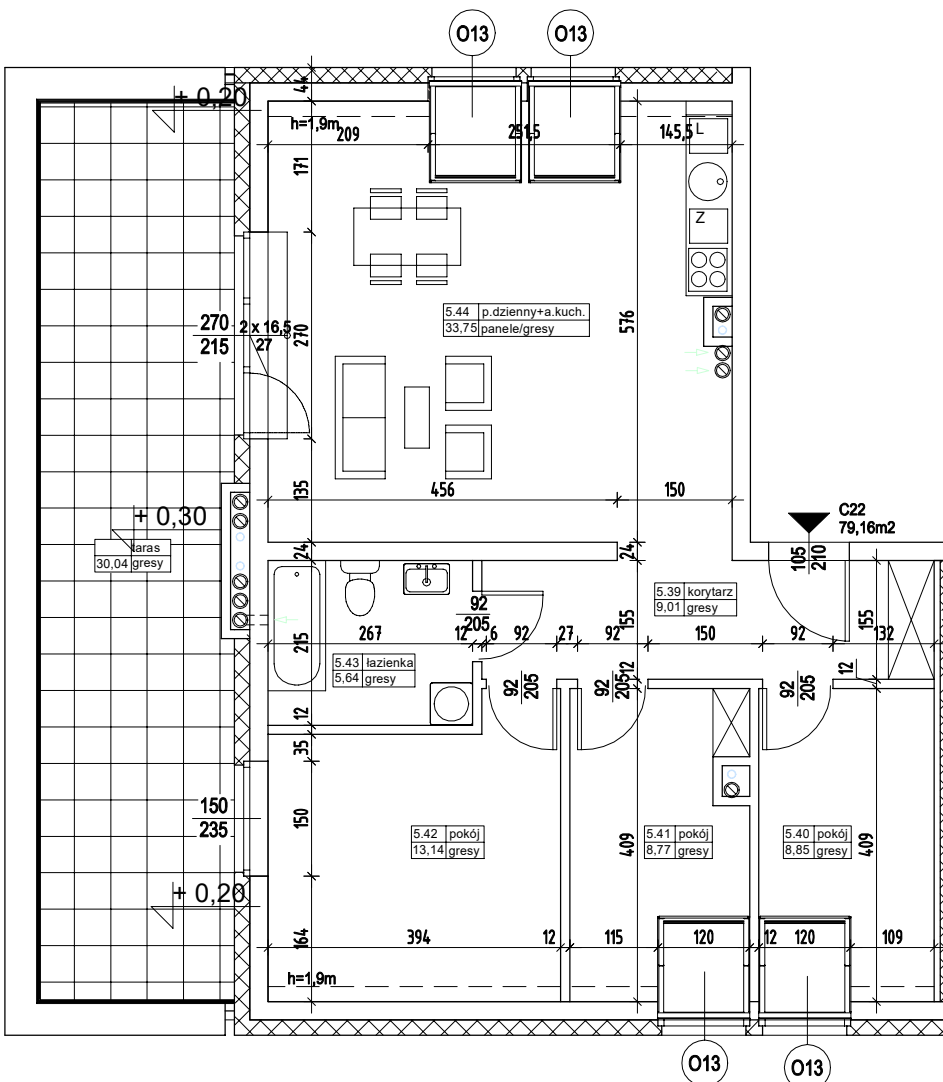 O13 O13
44
+ 0,20
h=1,9m
209 251,5 145,5
L
171
Z
5.44 p.dzienny+a.kuch.
33,75 panele/gresy
576
270
215
2 x 16,5
27
270
135
456 150
C22
79,16m2
+ 0,30
taras
30,04 gresy
24 24
105
210
5.39 korytarz
9,01 gresy
92
205
155 155
267 12 6 92 27 92 150 92 132
215
5.43 łazienka
5,64 gresy
12 12
92
205
92
205
92
205
12
35
150
235
150
5.42 pokój
13,14 gresy
5.41 pokój
8,77 gresy
5.40 pokój
8,85 gresy
409 409
+ 0,20
164
394 12 115 120 12 120 109
h=1,9m
O13 O13